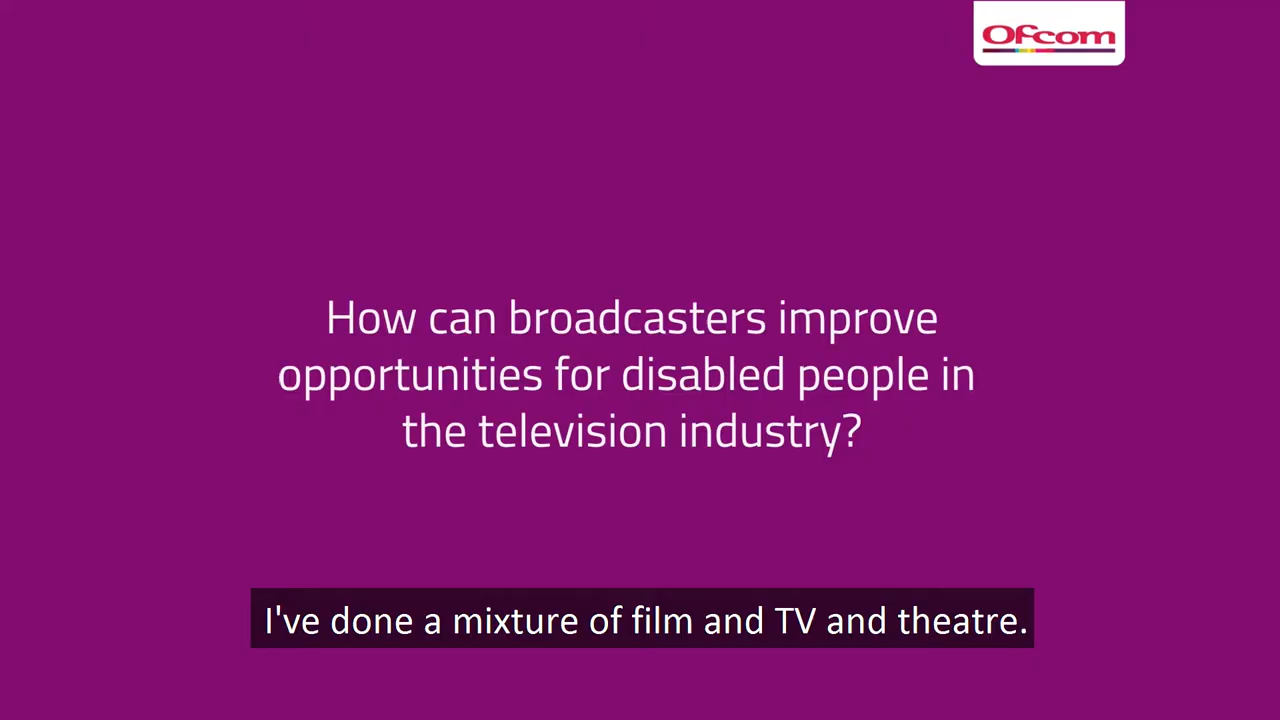 Ofcom
How can broadcasters improve
opportunities for disabled people in
the television industry?
I've done a mixture of film and TV and theatre.